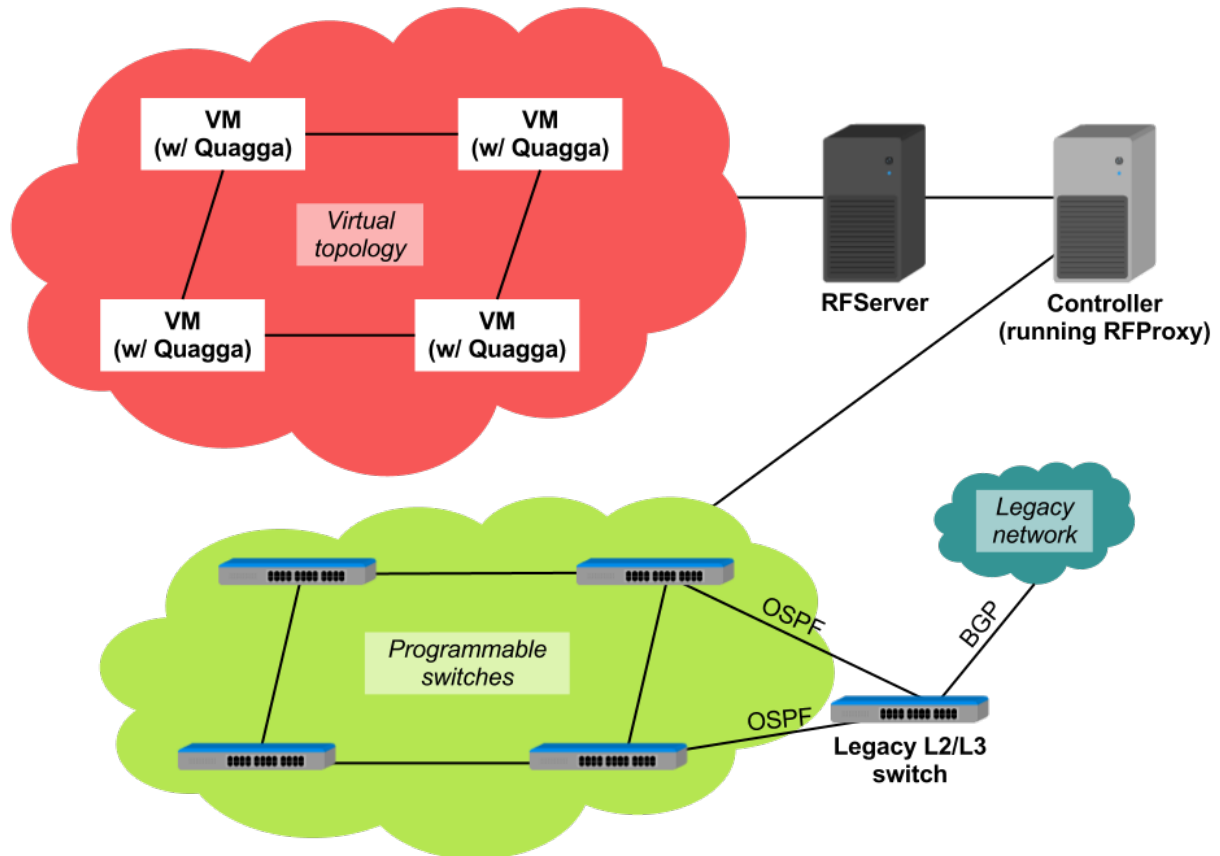 VM
(w/ Quagga)
VM
(w/ Quagga)
Virtual
topology
VM
(w/ Quagga)
VM
(w/ Quagga)
RFServer
Controller
(running RFProxy)
Legacy
network
Programmable
switches
OSPF
BGP
OSPF
Legacy L2/L3
switch